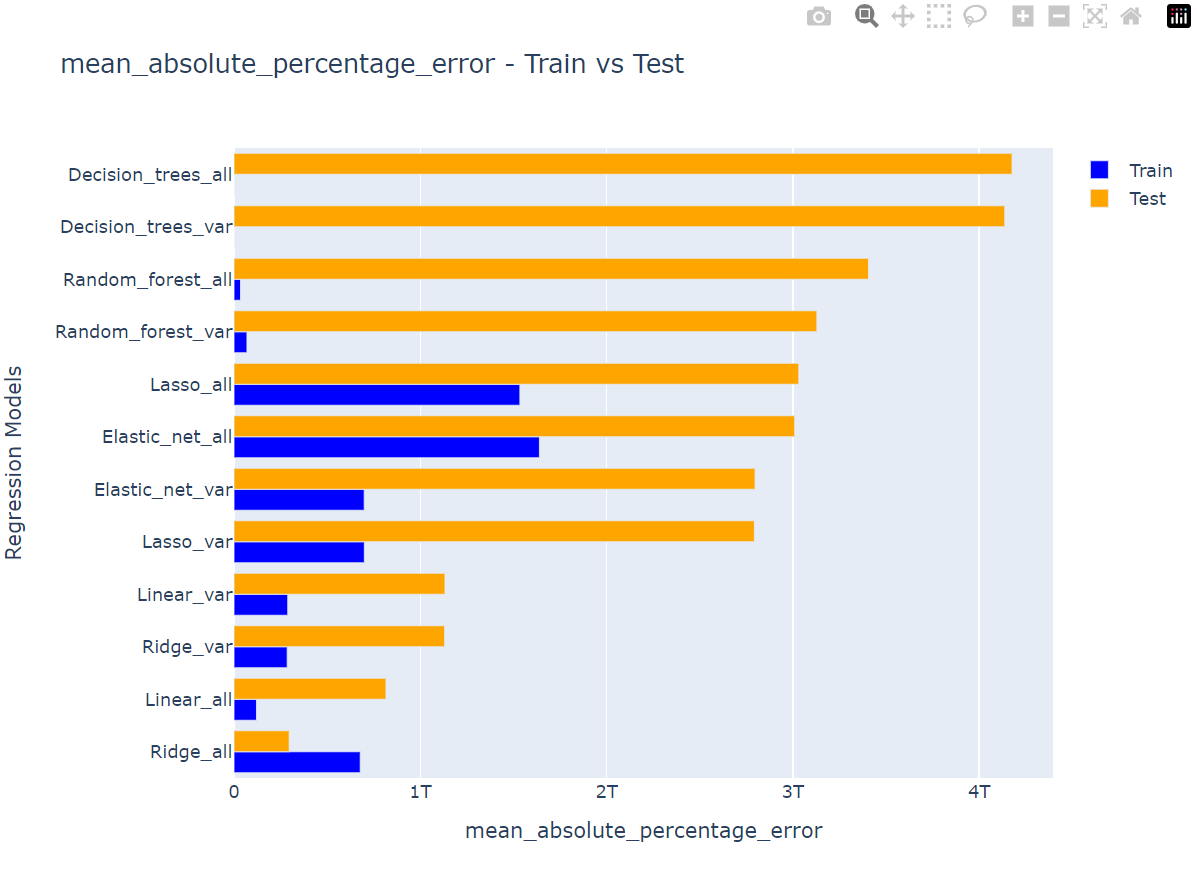 mean_absolute_percentage_error - Train vs Test
Train
Test
Regression Models
Decision_trees_all
Decision_trees_var
Random_forest_all
Random_forest_var
Lasso_all
Elastic_net_all
Elastic_net_var
Lasso_var
Linear_var
Ridge_var
Linear_all
Ridge_all
0
1T
2T
3T
4T
mean_absolute_percentage_error